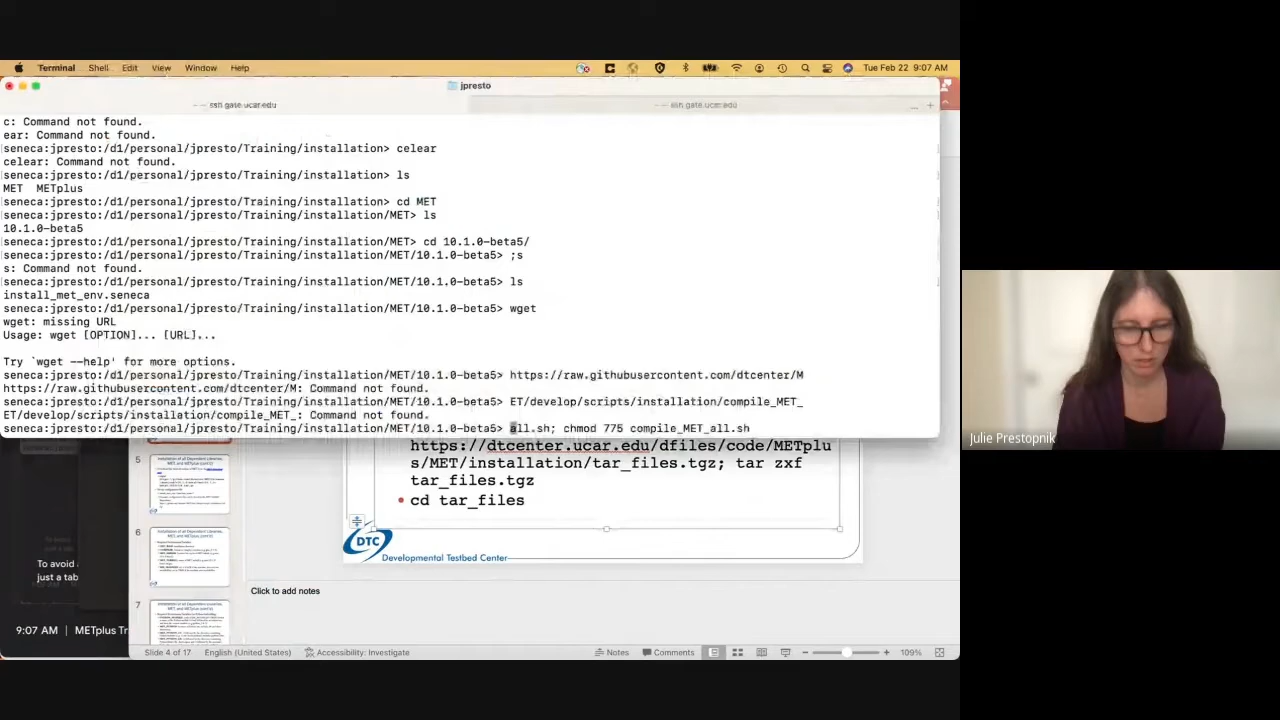 Terminal Shell Edit View Window Help Tue Feb 22 9:07 AM
jpresto
ssh gate.ucar.edu ssh gate.ucar.edu
c: Command not found.
ear: Command not found.
seneca:jpresto:/d1/personal/jpresto/Training/installation> celear
celear: Command not found.
seneca:jpresto:/d1/personal/jpresto/Training/installation> ls
MET METplus
seneca:jpresto:/d1/personal/jpresto/Training/installation> cd MET
seneca:jpresto:/d1/personal/jpresto/Training/installation/MET> ls
10.1.0-beta5
seneca:jpresto:/d1/personal/jpresto/Training/installation/MET> cd 10.1.0-beta5/
seneca:jpresto:/d1/personal/jpresto/Training/installation/MET/10.1.0-beta5> ;s
s: Command not found.
seneca:jpresto:/d1/personal/jpresto/Training/installation/MET/10.1.0-beta5> ls
install_met_env.seneca
seneca:jpresto:/d1/personal/jpresto/Training/installation/MET/10.1.0-beta5> wget
wget: missing URL
Usage: wget [OPTION]... [URL]...
Try `wget --help' for more options.
seneca:jpresto:/d1/personal/jpresto/Training/installation/MET/10.1.0-beta5> https://raw.githubusercontent.com/dtcenter/M
https://raw.githubusercontent.com/dtcenter/M: Command not found.
seneca:jpresto:/d1/personal/jpresto/Training/installation/MET/10.1.0-beta5> ET/develop/scripts/installation/compile_MET_
ET/develop/scripts/installation/compile_MET_: Command not found.
seneca:jpresto:/d1/personal/jpresto/Training/installation/MET/10.1.0-beta5> all.sh; chmod 775 compile_MET_all.sh
https://dtcenter.ucar.edu/dfiles/code/METplu
s/MET/installation/tar_files.tgz; tar zxf
tar_files.tgz
• cd tar_files
DTC
Developmental Testbed Center
5
6
7
To avoid
just a tab
9:07 AM | METplus Tr
Click to add notes
Slide 4 of 17 English (United States) Accessibility: Investigate Notes Comments 109%
Julie Prestopnik